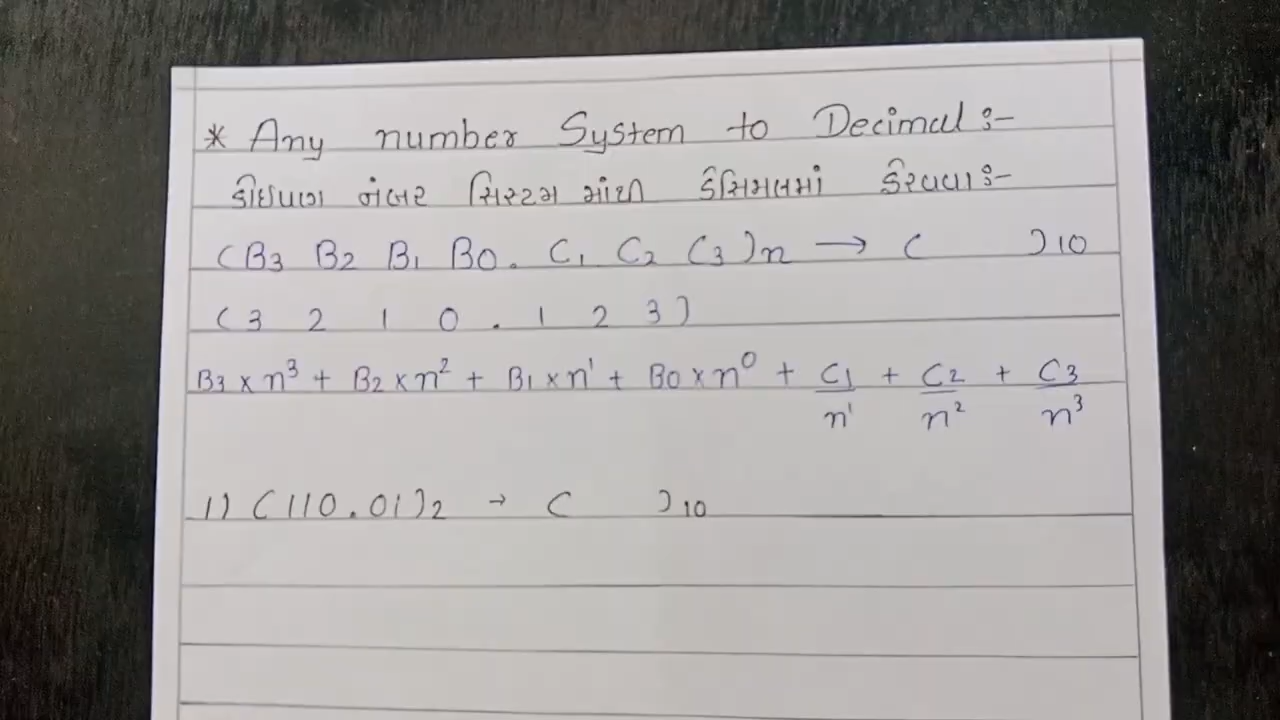 * Any number System to Decimal :-
કોઇપણ નંબર સિસ્ટમ માંથી ડેસિમલમાં ફેરવવા :-
(B3 B2 B1 B0 . C1 C2 C3)n → ( )10
(3 2 1 0 . 1 2 3)
B3 × n³ + B2 × n² + B1 × n¹ + B0 × n⁰ + C1/n¹ + C2/n² + C3/n³
1) (110.01)2 → ( )10